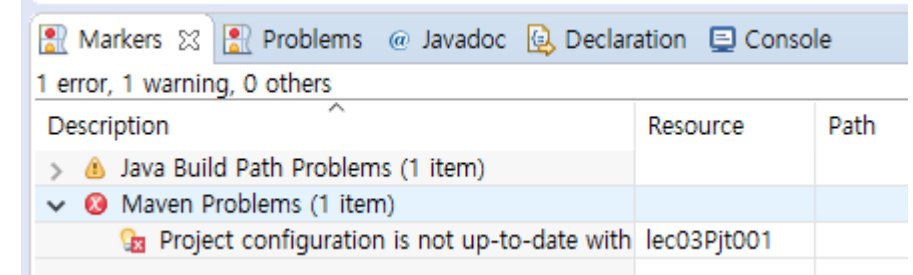 Markers Problems @ Javadoc Declaration Console
1 error, 1 warning, 0 others
Description Resource Path
Java Build Path Problems (1 item)
Maven Problems (1 item)
Project configuration is not up-to-date with lec03Pjt001